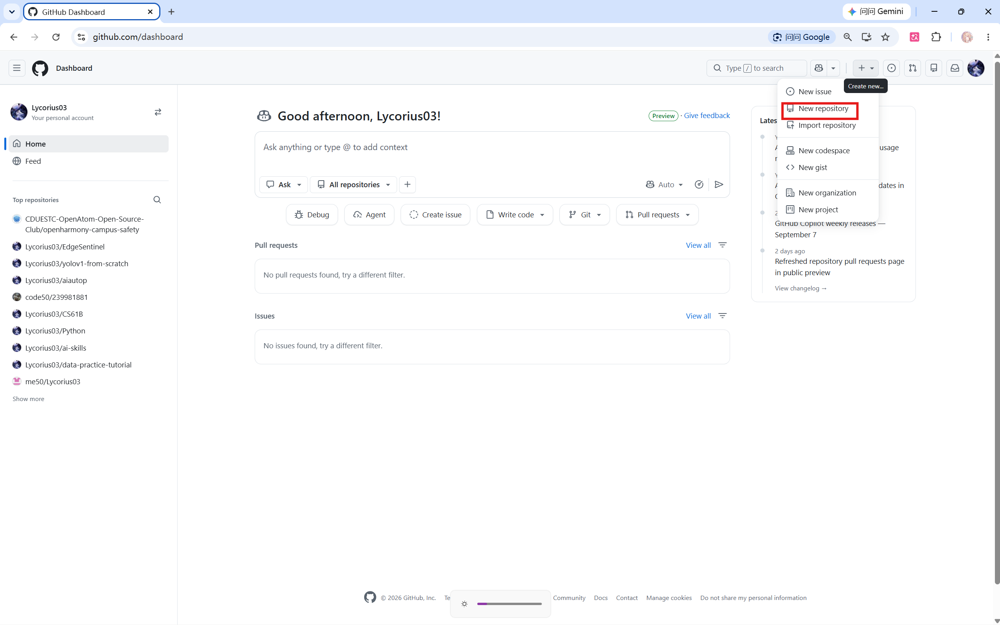 GitHub Dashboard
问问 Gemini
github.com/dashboard
问问 Google
Dashboard
Type / to search
Create new...
New issue
New repository
Import repository
New codespace
New gist
New organization
New project
Lycorius03
Your personal account
Home
Feed
Top repositories
CDUESTC-OpenAtom-Open-Source-
Club/openharmony-campus-safety
Lycorius03/EdgeSentinel
Lycorius03/yolov1-from-scratch
Lycorius03/aiautop
code50/239981881
Lycorius03/CS61B
Lycorius03/Python
Lycorius03/ai-skills
Lycorius03/data-practice-tutorial
me50/Lycorius03
Show more
Good afternoon, Lycorius03!
Preview · Give feedback
Ask anything or type @ to add context
Ask
All repositories
Auto
Debug
Agent
Create issue
Write code
Git
Pull requests
Pull requests
View all
No pull requests found, try a different filter.
Issues
View all
No issues found, try a different filter.
Lates
usage
dates in
GitHub Copilot weekly releases —
September 7
2 days ago
Refreshed repository pull requests page
in public preview
View changelog →
© 2026 GitHub, Inc.
Te
Community
Docs
Contact
Manage cookies
Do not share my personal information